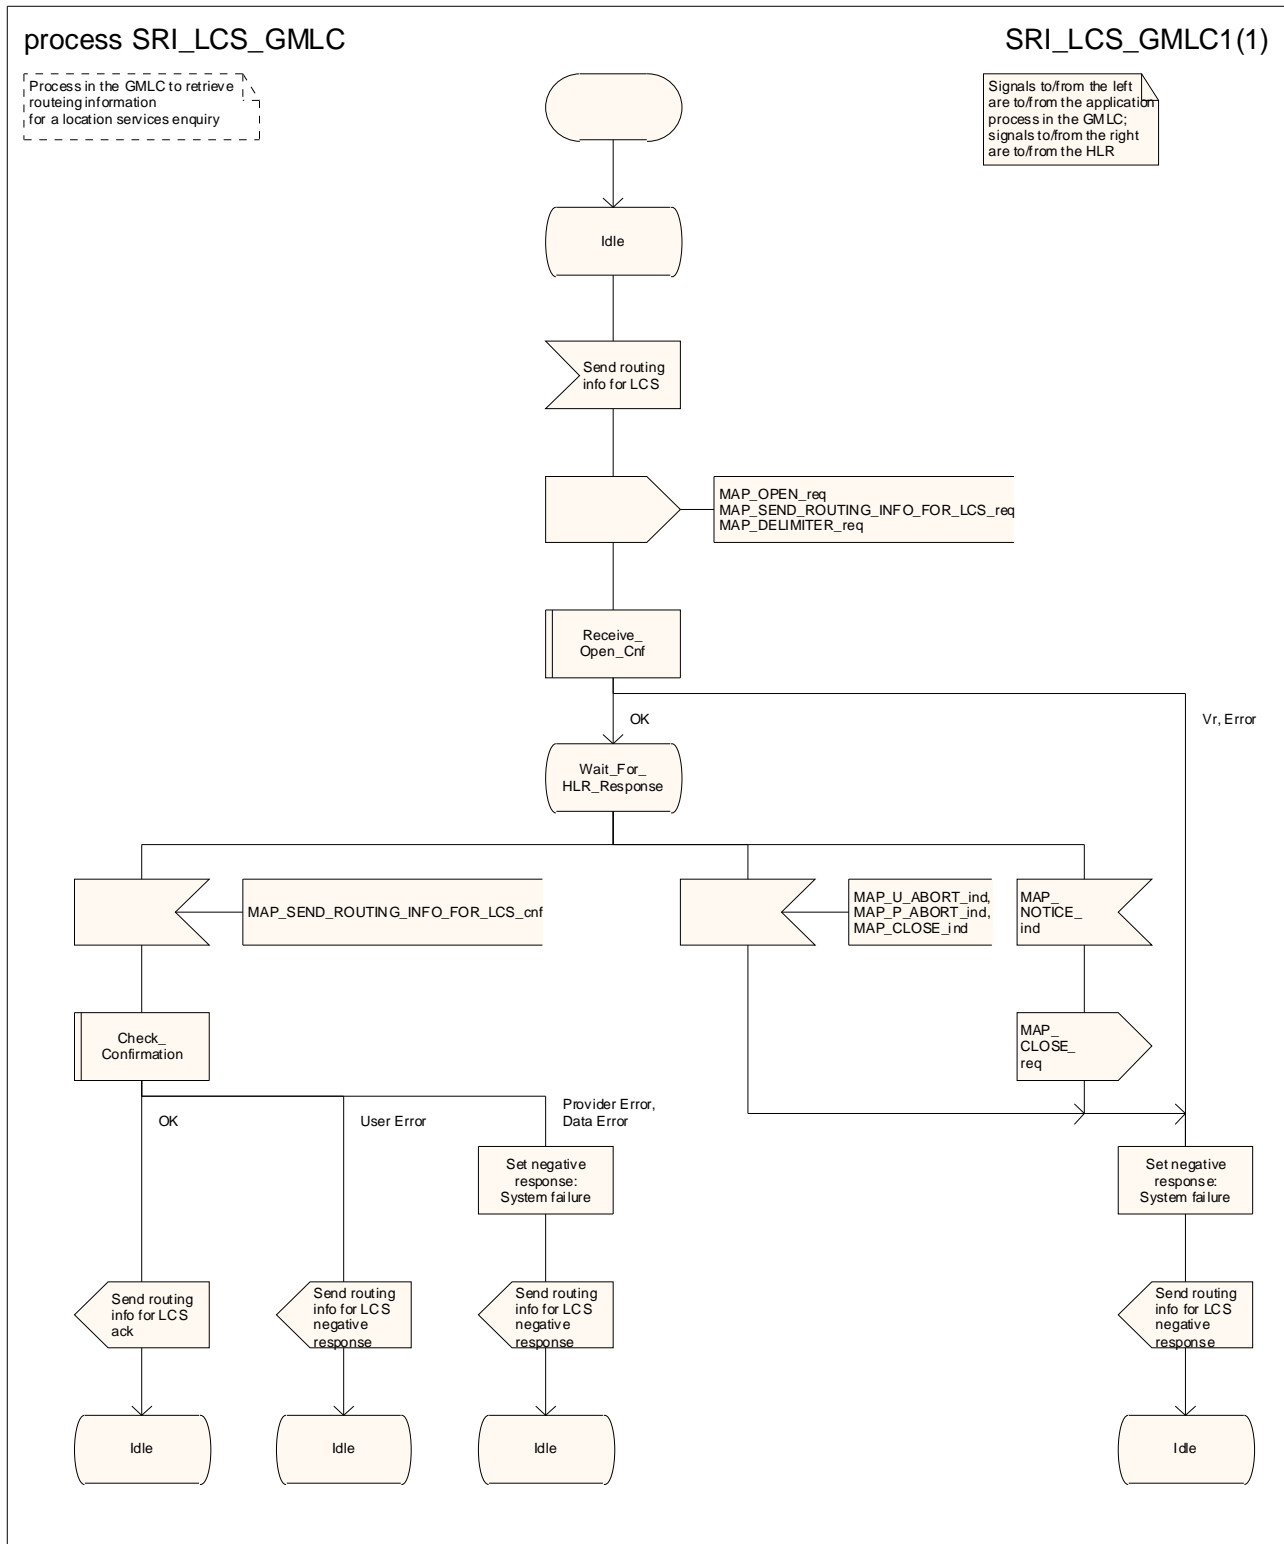 process SRI_LCS_GMLC
SRI_LCS_GMLC1(1)
Process in the GMLC to retrieve
routeing information
for a location services enquiry
Signals to/from the left
are to/from the application
process in the GMLC;
signals to/from the right
are to/from the HLR
Idle
Send routing
info for LCS
MAP_OPEN_req
MAP_SEND_ROUTING_INFO_FOR_LCS_req
MAP_DELIMITER_req
Receive_
Open_Cnf
OK
Vr, Error
Wait_For_
HLR_Response
MAP_SEND_ROUTING_INFO_FOR_LCS_cnf
MAP_U_ABORT_ind,
MAP_P_ABORT_ind,
MAP_CLOSE_ind
MAP_
NOTICE_
ind
Check_
Confirmation
MAP_
CLOSE_
req
OK
User Error
Provider Error,
Data Error
Set negative
response:
System failure
Set negative
response:
System failure
Send routing
info for LCS
ack
Send routing
info for LCS
negative
response
Send routing
info for LCS
negative
response
Send routing
info for LCS
negative
response
Idle
Idle
Idle
Idle